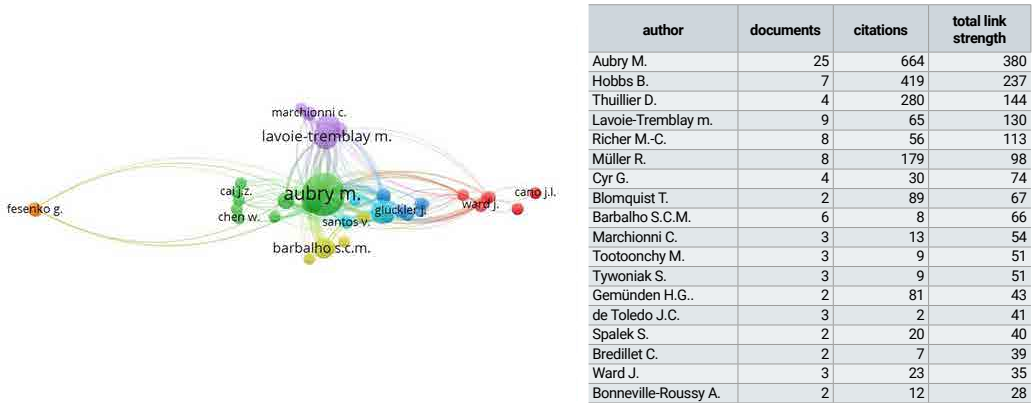 marchionni c.
lavoie-tremblay m.
cai j.z.
aubry m.
cano j.l.
fesenko g.
chen w.
santos v.
glückler j.
ward j.
barbalho s.c.m.
author documents citations total link strength
Aubry M. 25 664 380
Hobbs B. 7 419 237
Thuillier D. 4 280 144
Lavoie-Tremblay m. 9 65 130
Richer M.-C. 8 56 113
Müller R. 8 179 98
Cyr G. 4 30 74
Blomquist T. 2 89 67
Barbalho S.C.M. 6 8 66
Marchionni C. 3 13 54
Tootoonchy M. 3 9 51
Tywoniak S. 3 9 51
Gemünden H.G.. 2 81 43
de Toledo J.C. 3 2 41
Spalek S. 2 20 40
Bredillet C. 2 7 39
Ward J. 3 23 35
Bonneville-Roussy A. 2 12 28